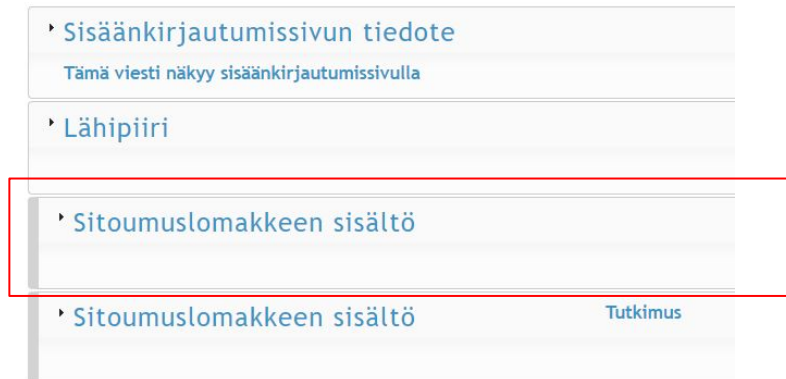 Sisäänkirjautumissivun tiedote
Tämä viesti näkyy sisäänkirjautumissivulla
Lähipiiri
Sitoumuslomakkeen sisältö
Sitoumuslomakkeen sisältö Tutkimus